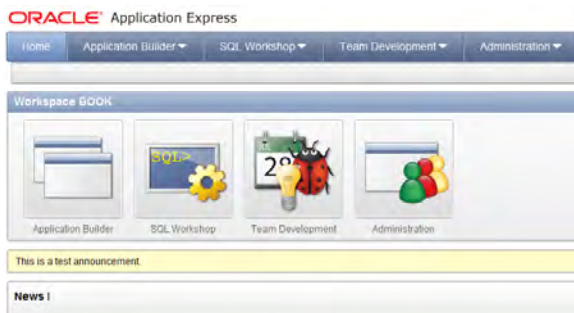 ORACLE® Application Express
Home Application Builder SQL Workshop Team Development Administration
Workspace BOOK
SQL>
28
Application Builder SQL Workshop Team Development Administration
This is a test announcement.
News